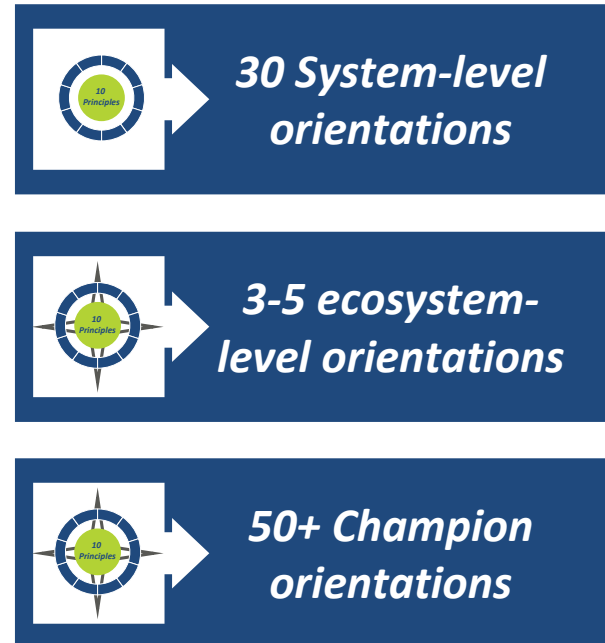 10
Principles
30 System-level
orientations
10
Principles
3-5 ecosystem-
level orientations
10
Principles
50+ Champion
orientations